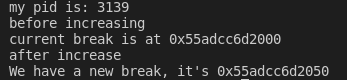 my pid is: 3139
before increasing
current break is at 0x55adcc6d2000
after increase
We have a new break, it's 0x55adcc6d2050